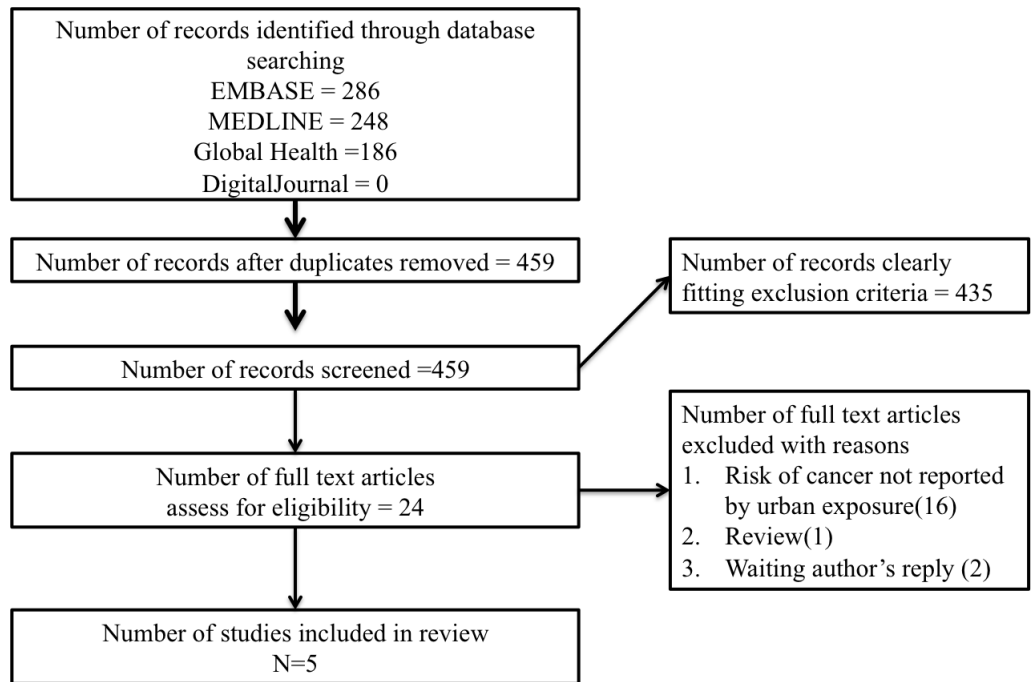 Number of records identified through database
searching
EMBASE = 286
MEDLINE = 248
Global Health =186
DigitalJournal = 0
Number of records after duplicates removed = 459
Number of records clearly
fitting exclusion criteria = 435
Number of records screened =459
Number of full text articles
excluded with reasons
1. Risk of cancer not reported
by urban exposure(16)
2. Review(1)
3. Waiting author's reply (2)
Number of full text articles
assess for eligibility = 24
Number of studies included in review
N=5